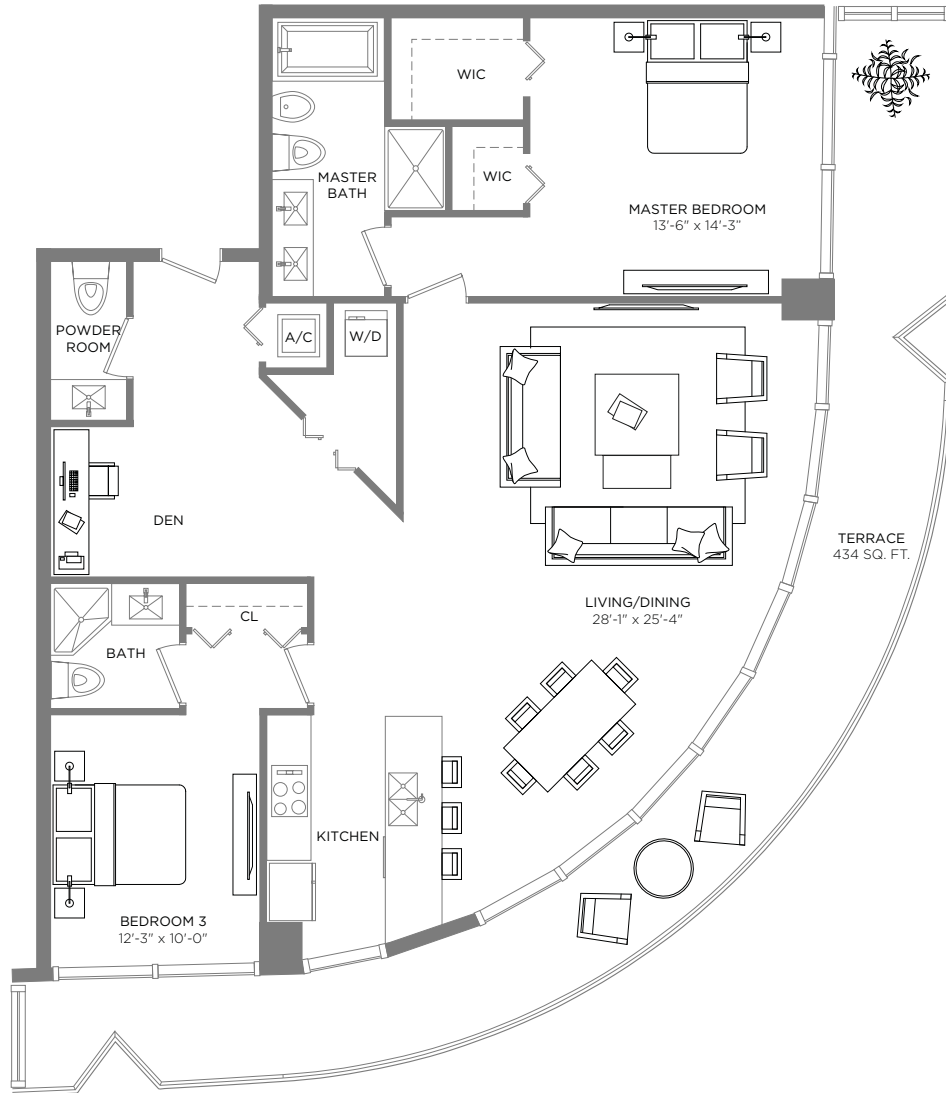 WIC
WIC
MASTER
BATH
MASTER BEDROOM
13'-6" x 14'-3"
POWDER
ROOM
A/C
W/D
DEN
TERRACE
434 SQ. FT.
LIVING/DINING
28'-1" x 25'-4"
CL
BATH
KITCHEN
BEDROOM 3
12'-3" x 10'-0"